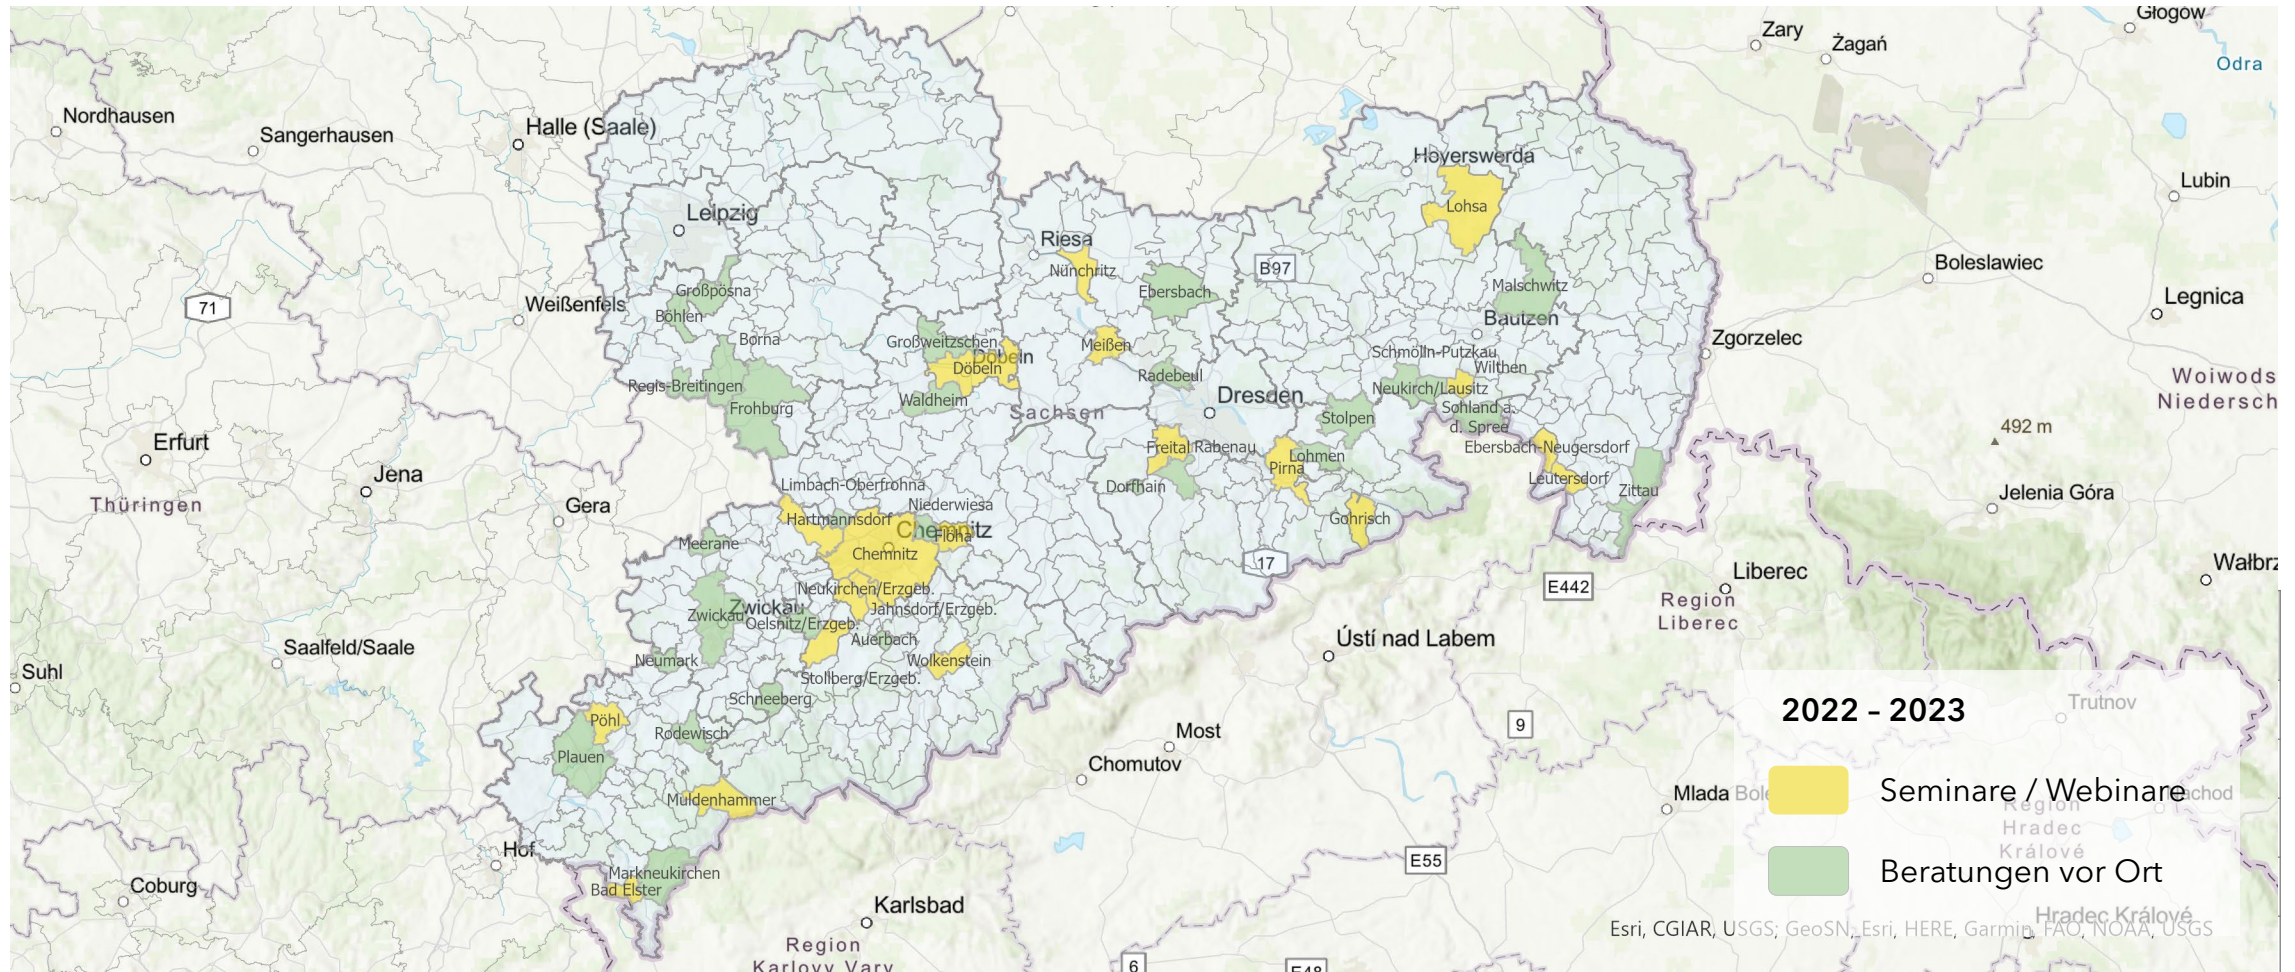 Głogów
Zary
Żagań
Odra
Nordhausen
Sangerhausen
Halle (Saale)
Hoyerswerda
Lubin
Leipzig
Lohsa
Riesa
B97
Nünchritz
Boleslawiec
Großpösna
Ebersbach
Malschwitz
Legnica
71
Weißenfels
Böhlen
Bautzen
Borna
Großweitzschen
Meißen
Zgorzelec
Döbeln
Schmölln-Putzkau
Döbeln
Wilthen
Radebeul
Woiwods
Niedersch
Regis-Breitingen
Neukirch/Lausitz
Dresden
Waldheim
Frohburg
Sachsen
Sohland a.
d. Spree
Stolpen
492 m
Erfurt
Freital
Rabenau
Lohmen
Ebersbach-Neugersdorf
Pirna
Jena
Leutersdorf
Zittau
Limbach-Oberfrohna
Dorfhain
Jelenia Góra
Thüringen
Gera
Niederwiesa
Hartmannsdorf
Gohrisch
Chemnitz
Flöha
Meerane
Chemnitz
17
Wałbrz
Liberec
E442
Neukirchen/Erzgeb.
Region
Liberec
Zwickau
Jahnsdorf/Erzgeb.
Zwickau
Oelsnitz/Erzgeb.
Auerbach
Ústí nad Labem
Saalfeld/Saale
Neumark
Wolkenstein
Suhl
Stollberg/Erzgeb.
Schneeberg
Trutnov
2022 – 2023
Pöhl
Rodewisch
Most
9
Plauen
Chomutov
Muldenhammer
Mlada Bole
Seminare / Webinare
achod
Region
Hradec
Králové
Hof
E55
Markneukirchen
Beratungen vor Ort
Coburg
Bad Elster
Karlsbad
Hradec Králové
Esri, CGIAR, USGS; GeoSN, Esri, HERE, Garmin, FAO, NOAA, USGS
Region
Karlovy Vary
6
E48